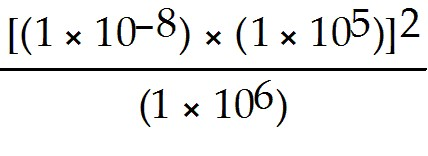 [(1 × 10⁻⁸) × (1 × 10⁵)]²
(1 × 10⁶)